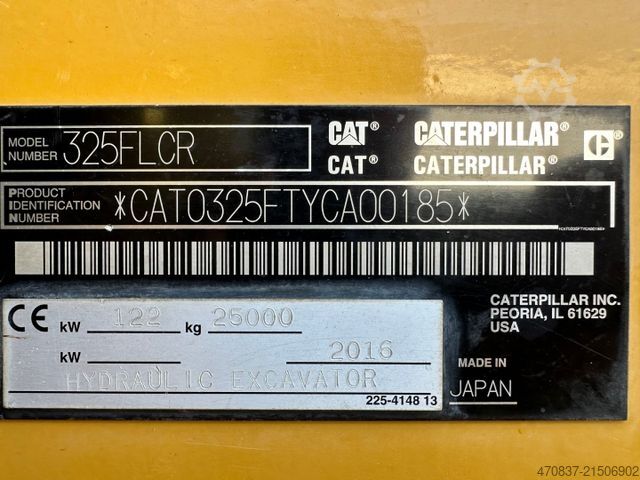 MODEL NUMBER 325FLCR
CAT® CATERPILLAR®
CAT® CATERPILLAR® C
PRODUCT IDENTIFICATION NUMBER *CAT0325FTYCA00185*
*CAT0325FTYCA00185*
CATERPILLAR INC.
PEORIA, IL 61629
USA
CE kW 122 kg 25000
kW 2016
HYDRAULIC EXCAVATOR
225-4148 13
MADE IN
JAPAN
470837-21506902